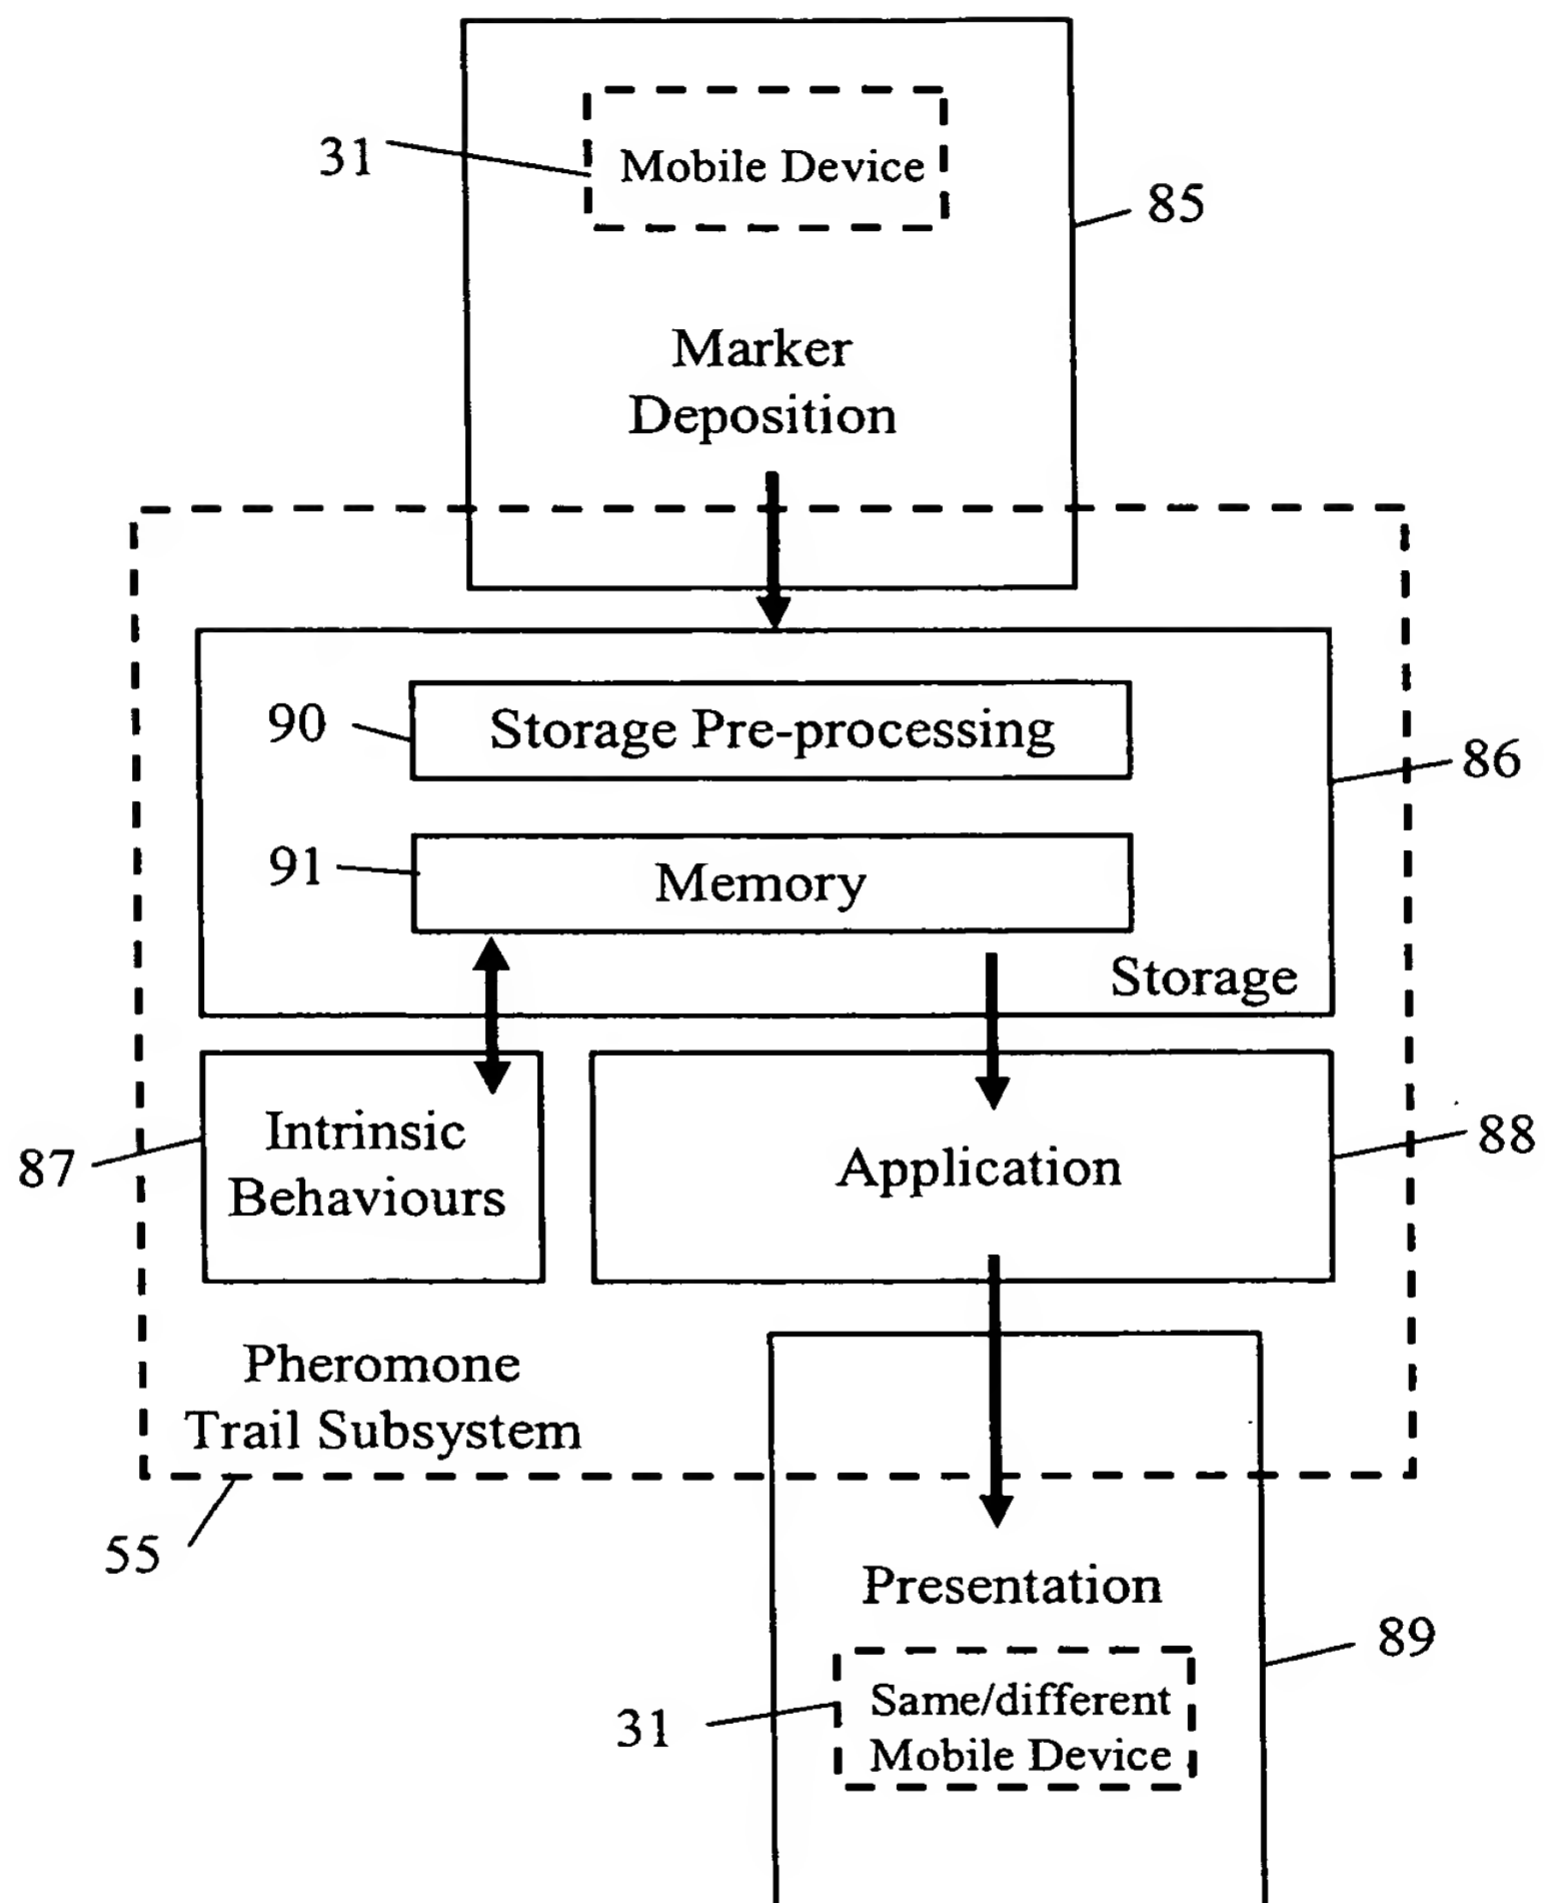 31
Mobile Device
85
Marker
Deposition
90
Storage Pre-processing
86
91
Memory
Storage
87
Intrinsic
Behaviours
Application
88
Pheromone
Trail Subsystem
55
Presentation
89
31
Same/different
Mobile Device